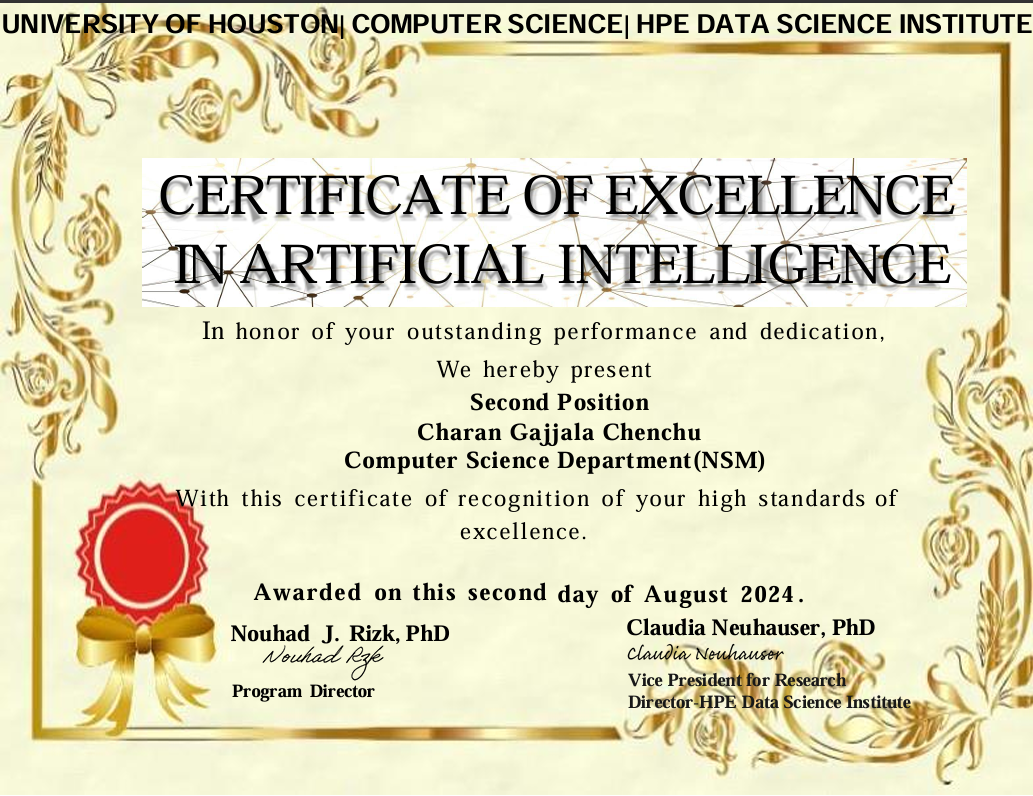 UNIVERSITY OF HOUSTON| COMPUTER SCIENCE| HPE DATA SCIENCE INSTITUTE
CERTIFICATE OF EXCELLENCE
IN ARTIFICIAL INTELLIGENCE
In honor of your outstanding performance and dedication,
We hereby present
Second Position
Charan Gajjala Chenchu
Computer Science Department(NSM)
With this certificate of recognition of your high standards of
excellence.
Awarded on this second day of August 2024.
Nouhad J. Rizk, PhD
Nouhad Rzk
Program Director
Claudia Neuhauser, PhD
Claudia Neuhauser
Vice President for Research
Director-HPE Data Science Institute